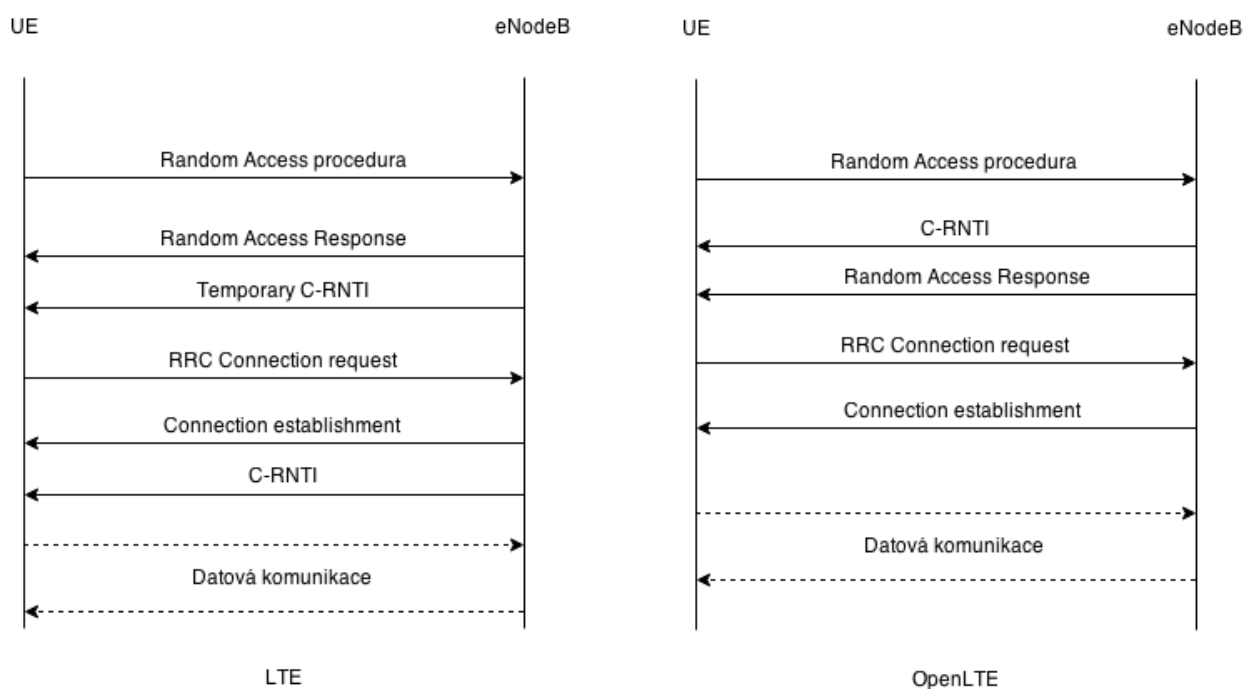 UE
eNodeB
Random Access procedura
Random Access Response
Temporary C-RNTI
RRC Connection request
Connection establishment
C-RNTI
Datová komunikace
LTE
UE
eNodeB
Random Access procedura
C-RNTI
Random Access Response
RRC Connection request
Connection establishment
Datová komunikace
OpenLTE